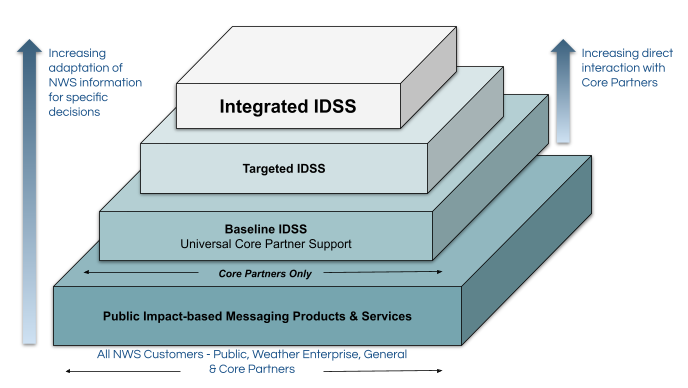 Increasing
adaptation of
NWS information
for specific
decisions
Increasing direct
interaction with
Core Partners
Integrated IDSS
Targeted IDSS
Baseline IDSS
Universal Core Partner Support
Core Partners Only
Public Impact-based Messaging Products & Services
All NWS Customers - Public, Weather Enterprise, General
& Core Partners